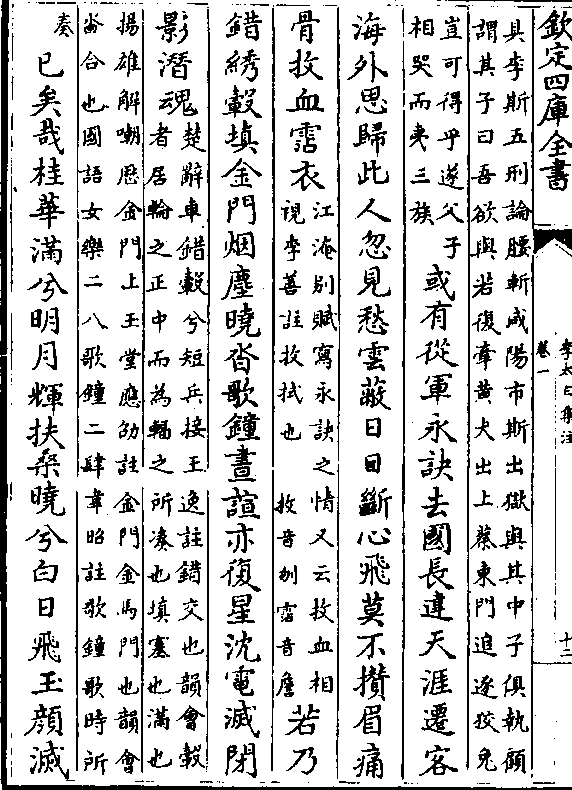 欽定四庫全書
李太白集注
卷一
十二
具李斯五刑論腰斬咸陽市斯出獄與其中子俱執顧
謂其子曰吾欲與若復牽黃犬出上蔡東門追逐狡兔
豈可得乎遂父子
相哭而夷三族
或有從軍永訣去國長違天涯遷客
海外思歸此人忽見愁雲蔽日目斷心飛莫不攢眉痛
骨抆血霑衣
江淹别賦寫永訣之情又云抆血相
視李善註抆拭也 抆音刎霑音詹
若乃
錯綉轂填金門烟塵曉沓歌鐘晝諠亦復星沈電滅閉
影潛魂
楚辭車錯轂兮短兵接王逸註錯交也韻會轂
者居輪之正中而為輻之所湊也填塞也滿也
揚雄解嘲歴金門上玉堂應劭註金門金馬門也韻會
沓合也國語女樂二八歌鐘二肆韋昭註歌鐘歌時所
奏
已矣哉桂華滿兮明月輝扶桑曉兮白日飛玉顔滅